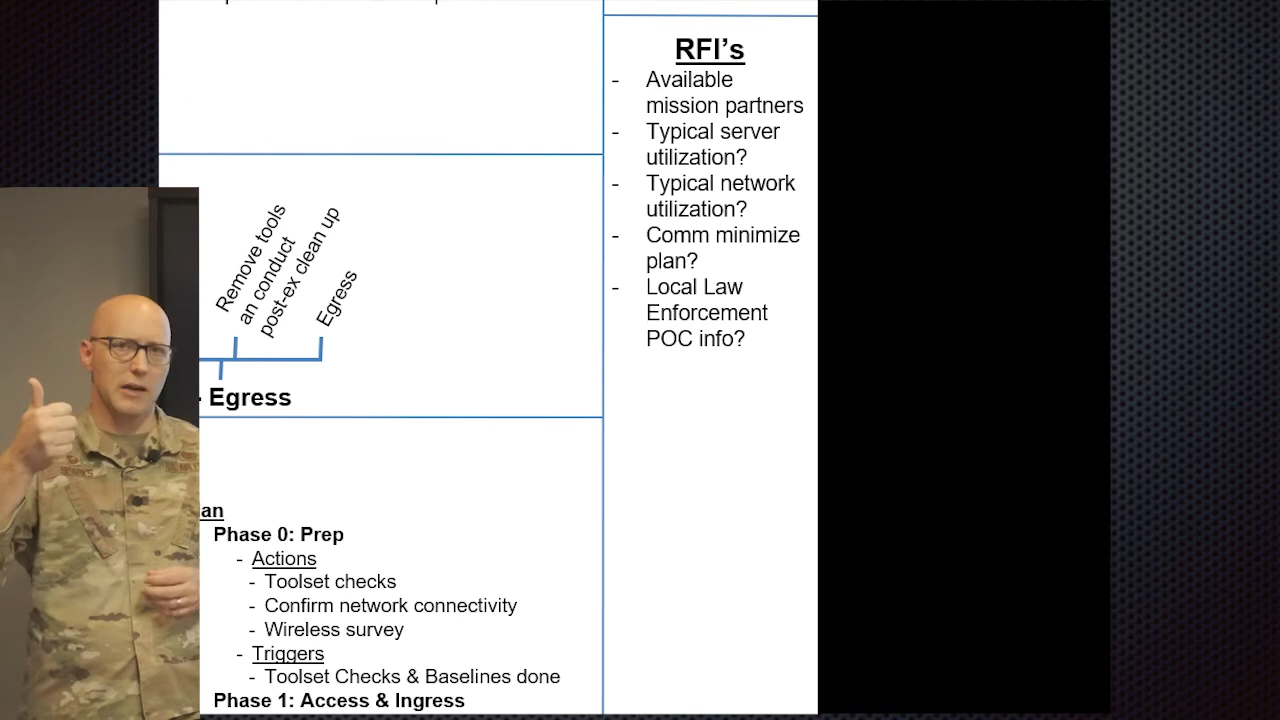 RFI's
- Available
mission partners
- Typical server
utilization?
- Typical network
utilization?
- Comm minimize
plan?
- Local Law
Enforcement
POC info?
Remove tools
an conduct
post-ex clean up
Egress
- Egress
an
Phase 0: Prep
- Actions
- Toolset checks
- Confirm network connectivity
- Wireless survey
- Triggers
- Toolset Checks & Baselines done
Phase 1: Access & Ingress